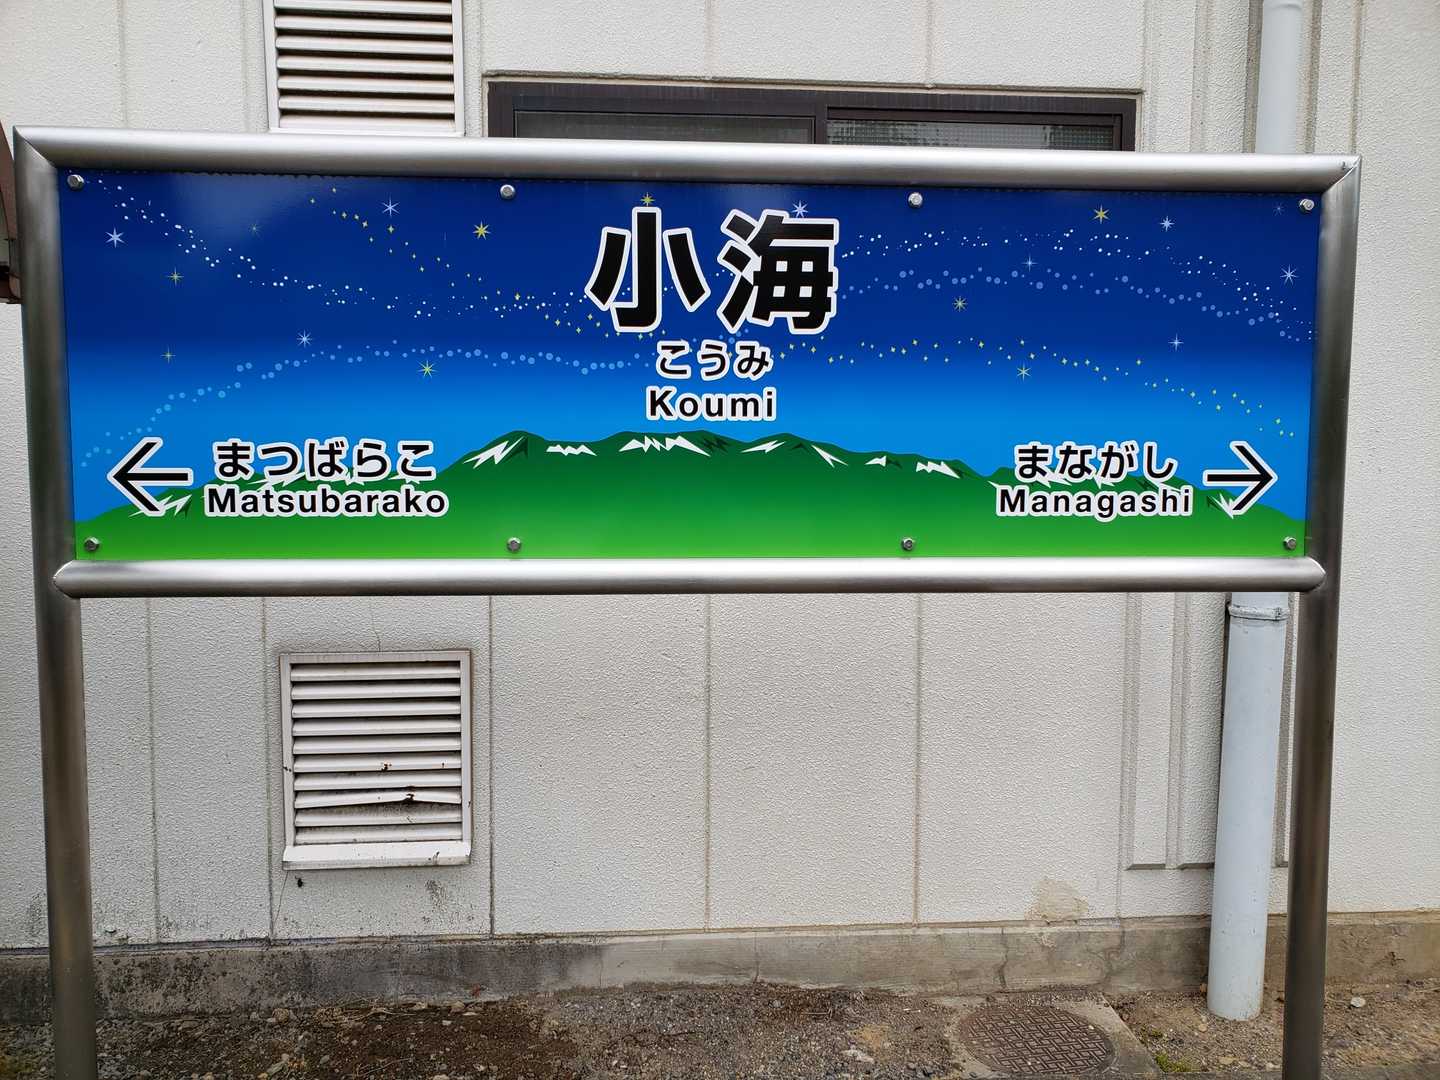 小海
こうみ
Koumi
← まつばらこ
Matsubarako
まながし →
Managashi